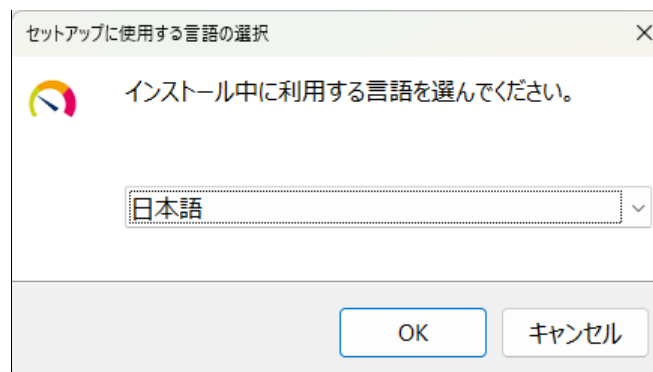 セットアップに使用する言語の選択
インストール中に利用する言語を選んでください。
日本語
OK
キャンセル